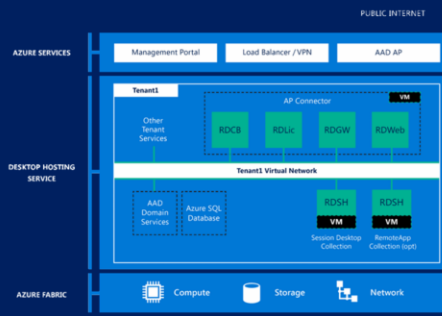 PUBLIC INTERNET
AZURE SERVICES
Management Portal
Load Balancer / VPN
AAD AP
Tenant1
VM
AP Connector
Other
Tenant
Services
RDCB
RDLic
RDGW
RDWeb
DESKTOP HOSTING
SERVICE
Tenant1 Virtual Network
AAD
Domain
Services
Azure SQL
Database
RDSH
VM
Session Desktop
Collection
RDSH
VM
RemoteApp
Collection (opt)
AZURE FABRIC
Compute
Storage
Network